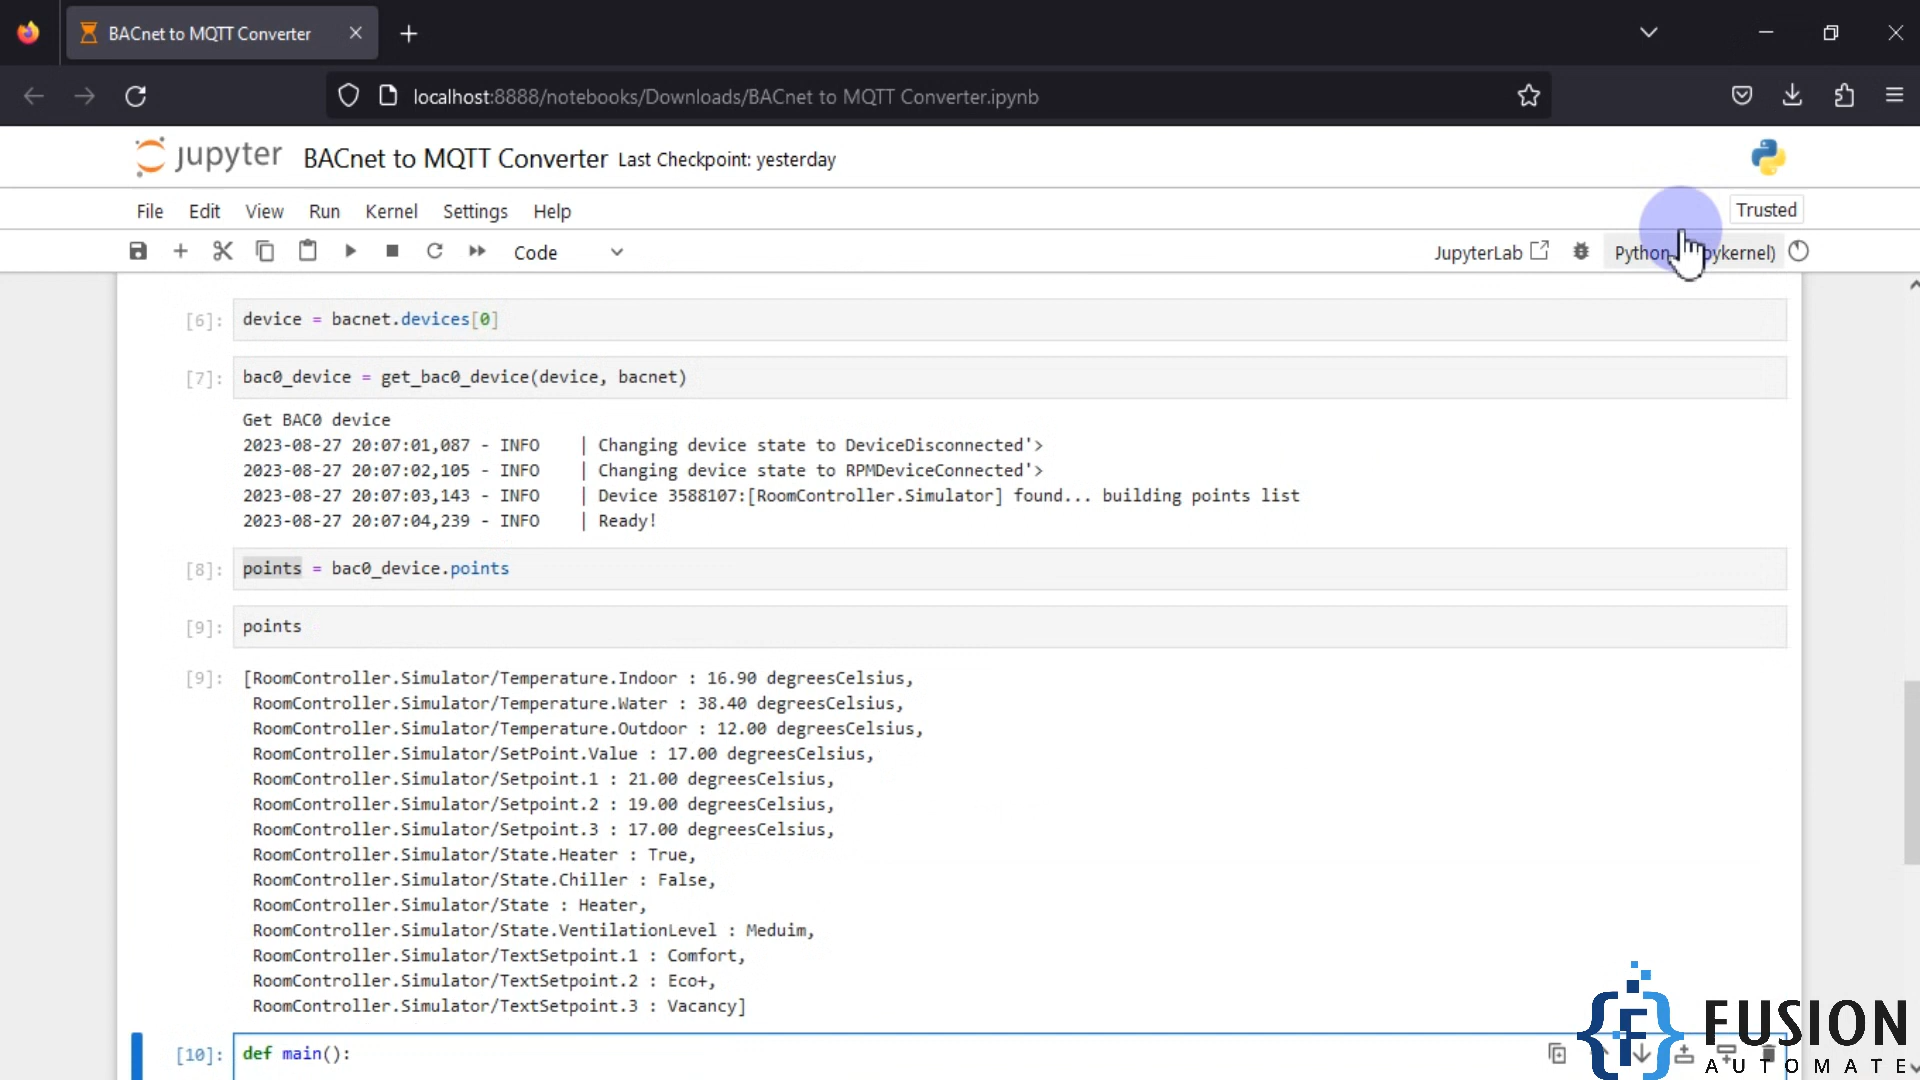 BACnet to MQTT Converter
localhost:8888/notebooks/Downloads/BACnet to MQTT Converter.ipynb
jupyter BACnet to MQTT Converter Last Checkpoint: yesterday
File Edit View Run Kernel Settings Help Trusted
Code JupyterLab Python ykernel)
[6]: device = bacnet.devices[0]
[7]: bac0_device = get_bac0_device(device, bacnet)
Get BAC0 device
2023-08-27 20:07:01,087 - INFO | Changing device state to DeviceDisconnected'>
2023-08-27 20:07:02,105 - INFO | Changing device state to RPMDeviceConnected'>
2023-08-27 20:07:03,143 - INFO | Device 3588107:[RoomController.Simulator] found... building points list
2023-08-27 20:07:04,239 - INFO | Ready!
[8]: points = bac0_device.points
[9]: points
[9]: [RoomController.Simulator/Temperature.Indoor : 16.90 degreesCelsius,
RoomController.Simulator/Temperature.Water : 38.40 degreesCelsius,
RoomController.Simulator/Temperature.Outdoor : 12.00 degreesCelsius,
RoomController.Simulator/SetPoint.Value : 17.00 degreesCelsius,
RoomController.Simulator/Setpoint.1 : 21.00 degreesCelsius,
RoomController.Simulator/Setpoint.2 : 19.00 degreesCelsius,
RoomController.Simulator/Setpoint.3 : 17.00 degreesCelsius,
RoomController.Simulator/State.Heater : True,
RoomController.Simulator/State.Chiller : False,
RoomController.Simulator/State : Heater,
RoomController.Simulator/State.VentilationLevel : Meduim,
RoomController.Simulator/TextSetpoint.1 : Comfort,
RoomController.Simulator/TextSetpoint.2 : Eco+,
RoomController.Simulator/TextSetpoint.3 : Vacancy]
[10]: def main():
{F} FUSION
AUTOMATE